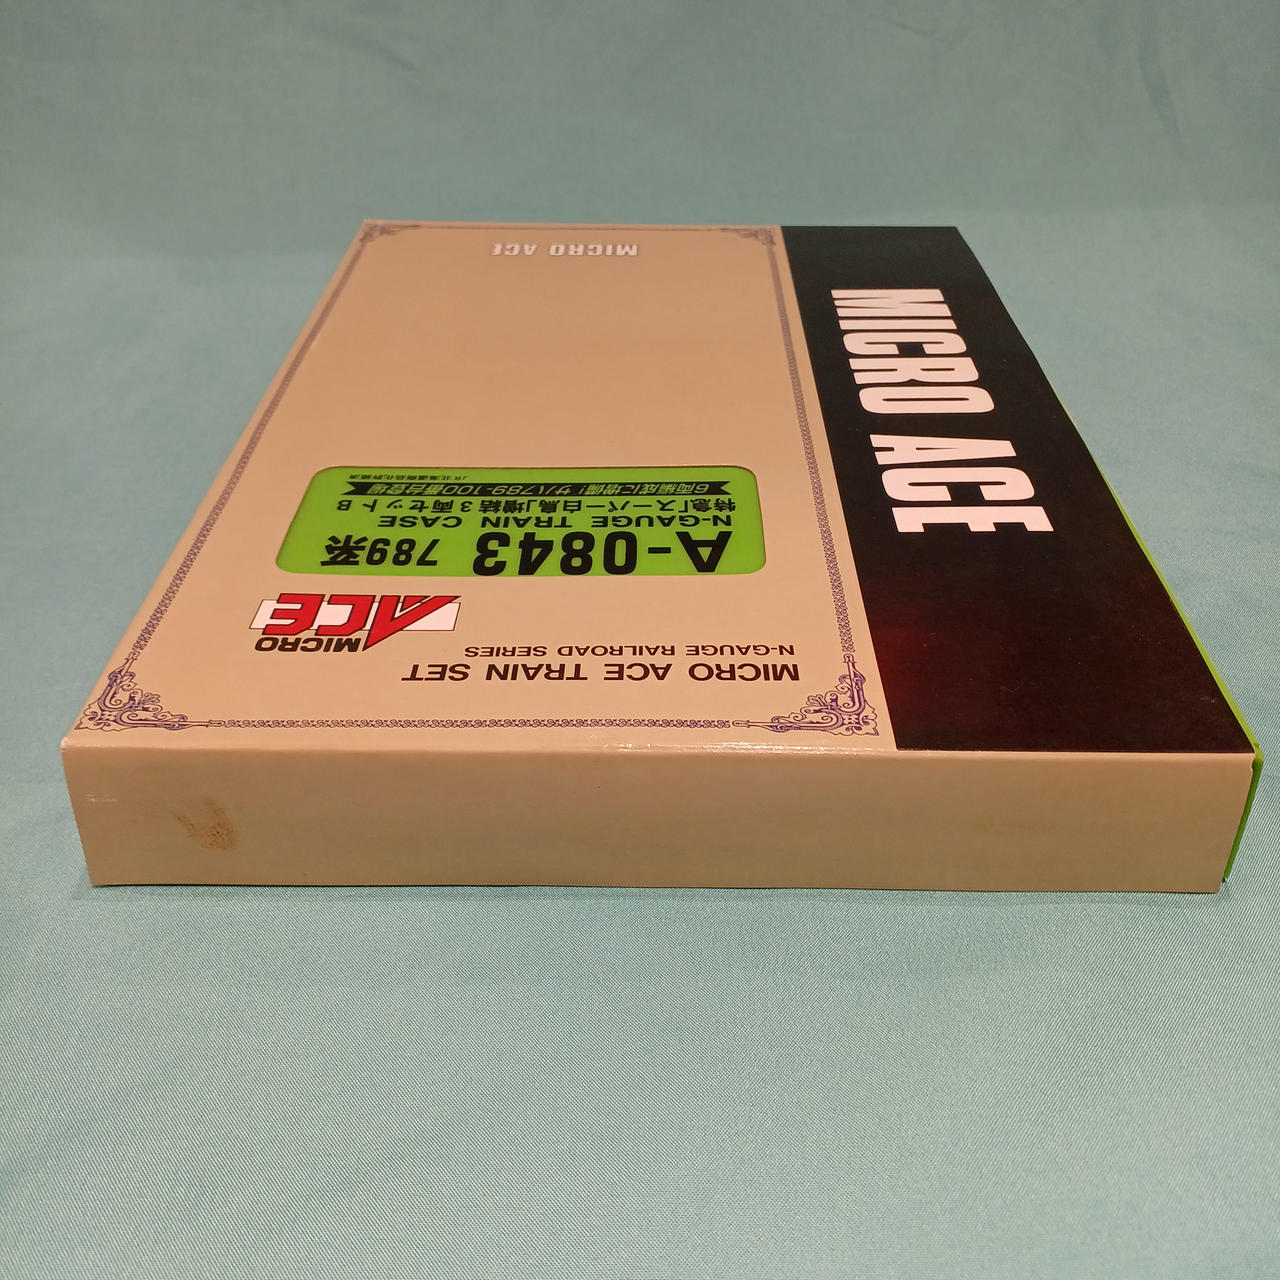 MICRO ACE TRAIN SET
N-GAUGE RAILROAD SERIES
MICRO ACE
A-0843 789系
N-GAUGE TRAIN CASE
特急「スーパー白鳥」増結3両セットB
6両編成に増備!サハ789-100番台登場
JR北海道商品化許諾済
MICRO ACE
MICRO ACE